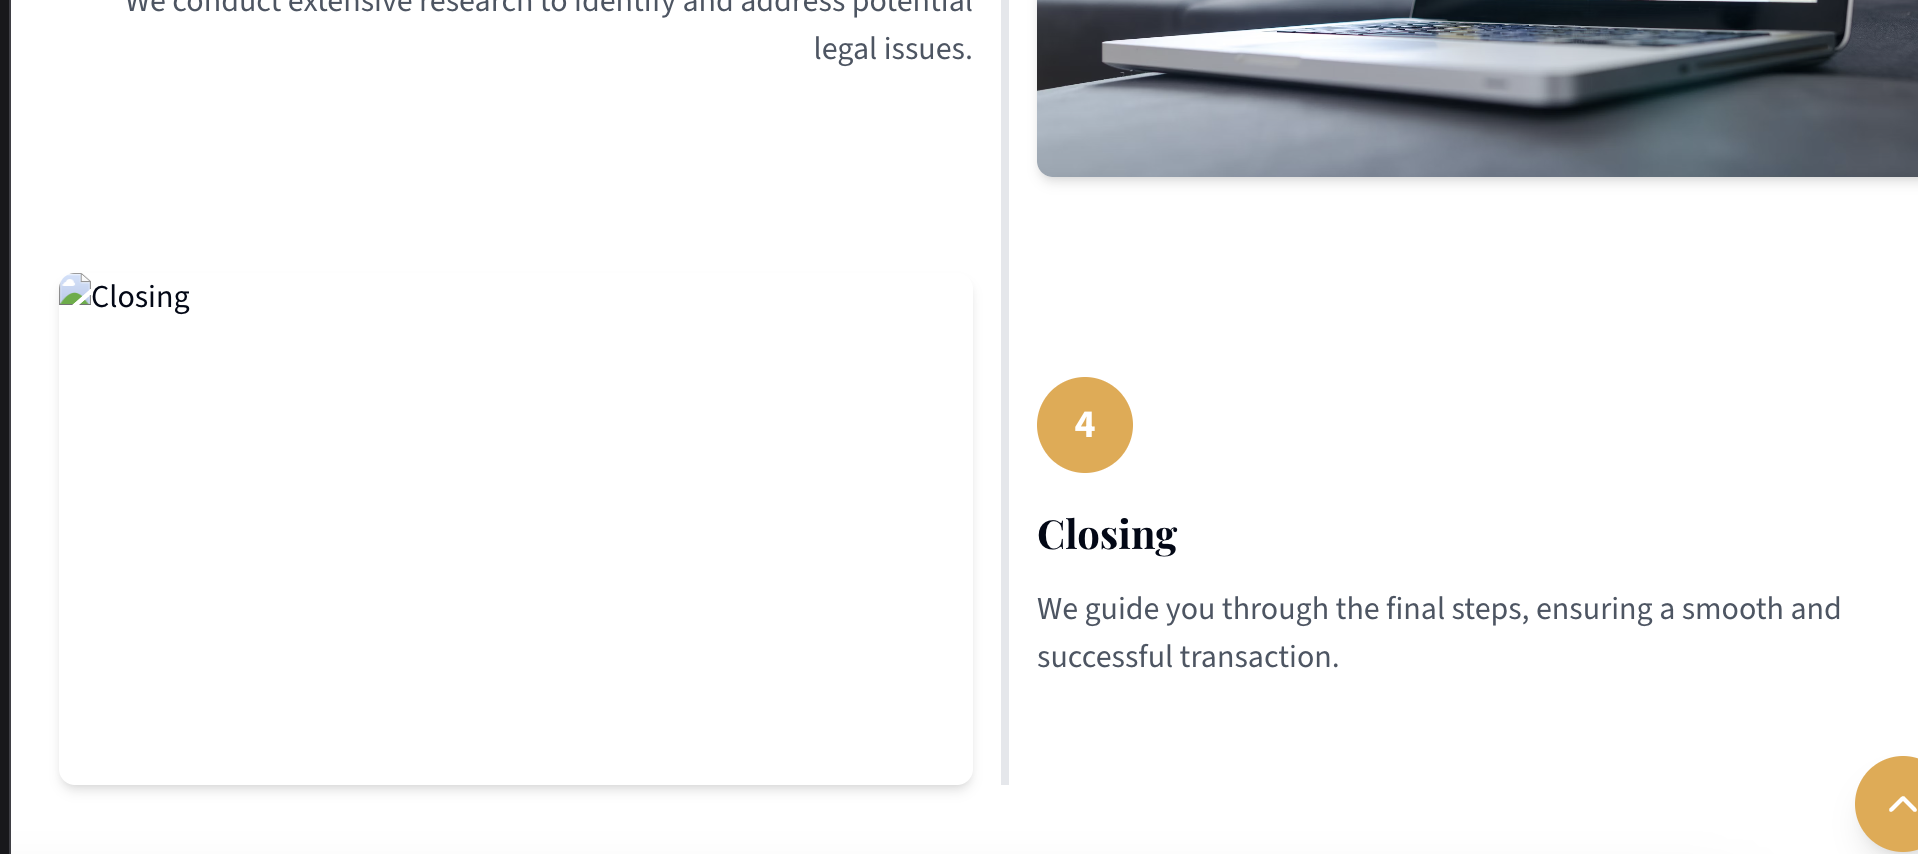 We conduct extensive research to identify and address potential
legal issues.
Closing
4
Closing
We guide you through the final steps, ensuring a smooth and
successful transaction.